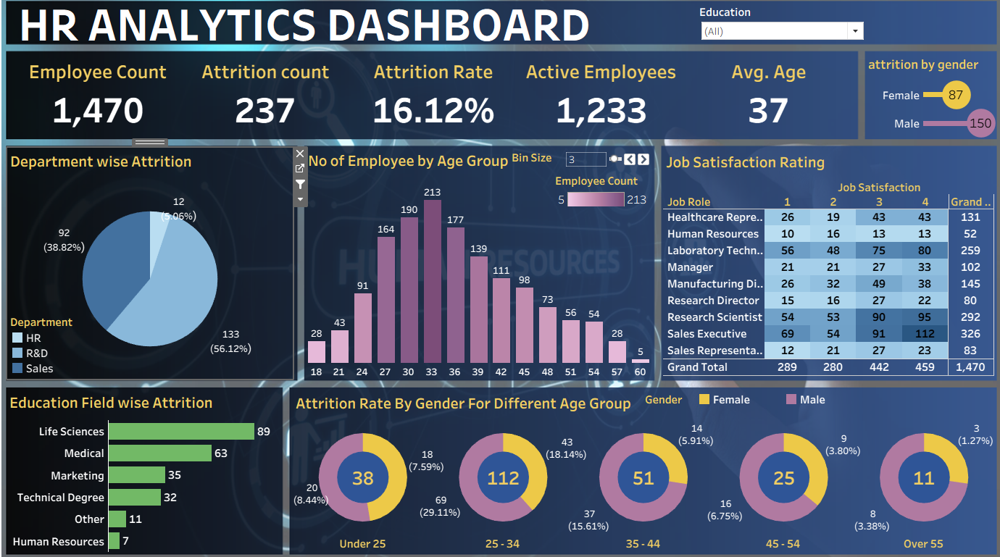 HR ANALYTICS DASHBOARD
Education
(All)
Employee Count
1,470
Attrition count
237
Attrition Rate
16.12%
Active Employees
1,233
Avg. Age
37
attrition by gender
Female 87
Male 150
Department wise Attrition
12
(5.06%)
92
(38.82%)
133
(56.12%)
Department
HR
R&D
Sales
No of Employee by Age Group
Bin Size
3
Employee Count
5 213
28 43 91 164 190 213 177 139 111 98 73 56 54 28 5
18 21 24 27 30 33 36 39 42 45 48 51 54 57 60
HUMAN RESOURCES
Job Satisfaction Rating
Job Satisfaction
Job Role 1 2 3 4 Grand ..
Healthcare Repre.. 26 19 43 43 131
Human Resources 10 16 13 13 52
Laboratory Techn.. 56 48 75 80 259
Manager 21 21 27 33 102
Manufacturing Di.. 26 32 49 38 145
Research Director 15 16 27 22 80
Research Scientist 54 53 90 95 292
Sales Executive 69 54 91 112 326
Sales Representa.. 12 21 27 23 83
Grand Total 289 280 442 459 1,470
Education Field wise Attrition
Life Sciences 89
Medical 63
Marketing 35
Technical Degree 32
Other 11
Human Resources 7
Attrition Rate By Gender For Different Age Group
Gender Female Male
38
18
(7.59%)
20
(8.44%)
Under 25
112
43
(18.14%)
69
(29.11%)
25 - 34
51
14
(5.91%)
37
(15.61%)
35 - 44
25
9
(3.80%)
16
(6.75%)
45 - 54
11
3
(1.27%)
8
(3.38%)
Over 55